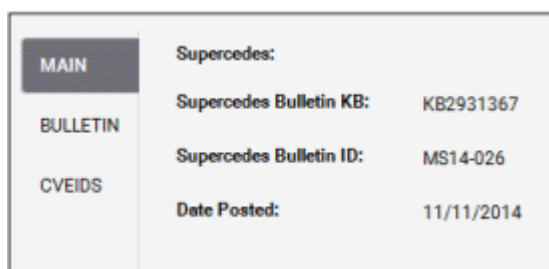 MAIN
BULLETIN
CVEIDS
Supercedes:
Supercedes Bulletin KB: KB2931367
Supercedes Bulletin ID: MS14-026
Date Posted: 11/11/2014